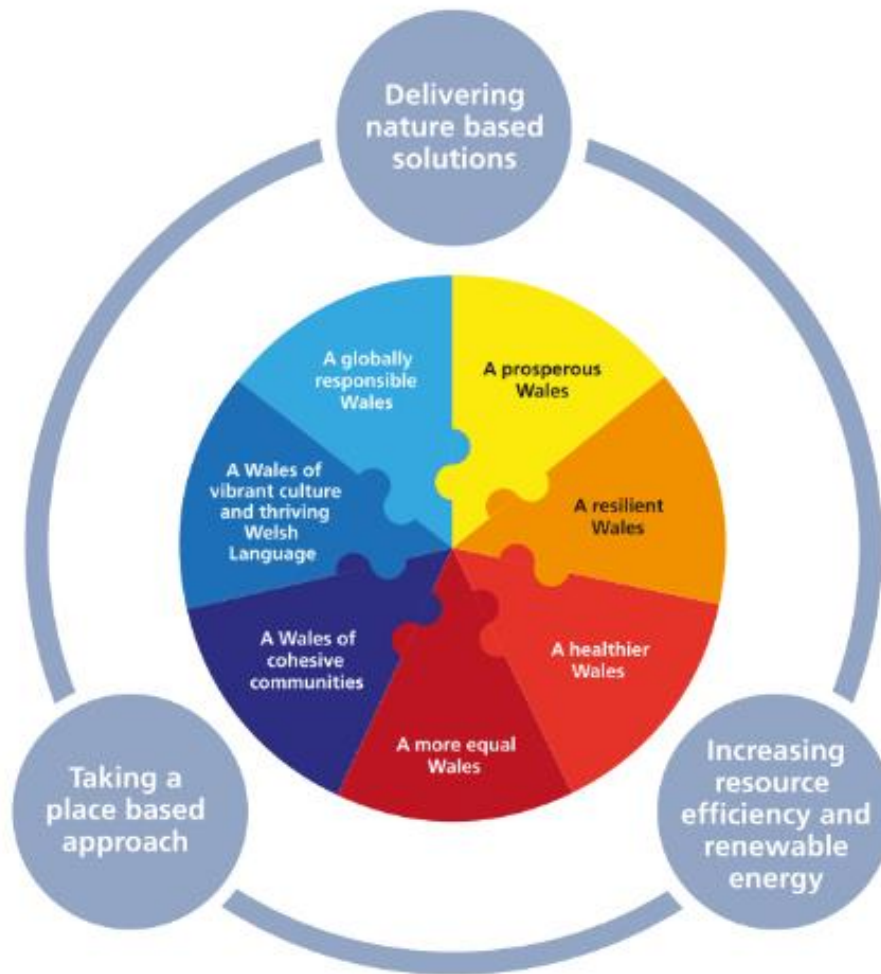 Delivering
nature based
solutions
A globally
responsible
Wales
A prosperous
Wales
A Wales of
vibrant culture
and thriving
Welsh
Language
A resilient
Wales
A Wales of
cohesive
communities
A healthier
Wales
A more equal
Wales
Taking a
place based
approach
Increasing
resource
efficiency and
renewable
energy